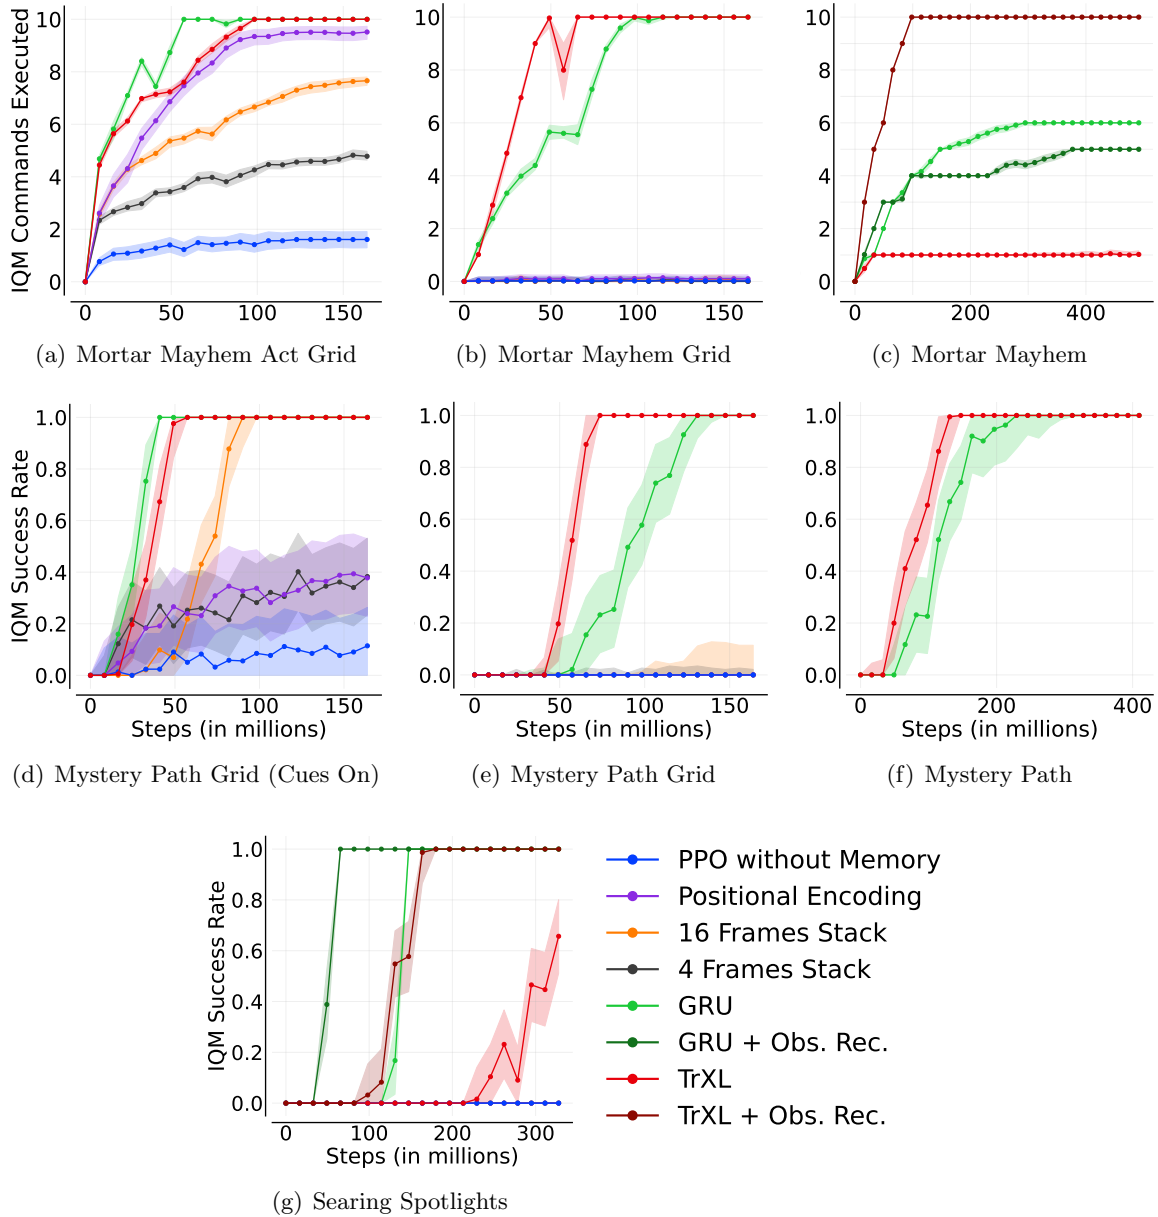 IQM Commands Executed
10
8
6
4
2
0
0 50 100 150
(a) Mortar Mayhem Act Grid
10
8
6
4
2
0
0 50 100 150
(b) Mortar Mayhem Grid
10
8
6
4
2
0
0 200 400
(c) Mortar Mayhem
IQM Success Rate
1.0
0.8
0.6
0.4
0.2
0.0
0 50 100 150
Steps (in millions)
(d) Mystery Path Grid (Cues On)
1.0
0.8
0.6
0.4
0.2
0.0
0 50 100 150
Steps (in millions)
(e) Mystery Path Grid
1.0
0.8
0.6
0.4
0.2
0.0
0 200 400
Steps (in millions)
(f) Mystery Path
IQM Success Rate
1.0
0.8
0.6
0.4
0.2
0.0
0 100 200 300
Steps (in millions)
(g) Searing Spotlights
PPO without Memory
Positional Encoding
16 Frames Stack
4 Frames Stack
GRU
GRU + Obs. Rec.
TrXL
TrXL + Obs. Rec.